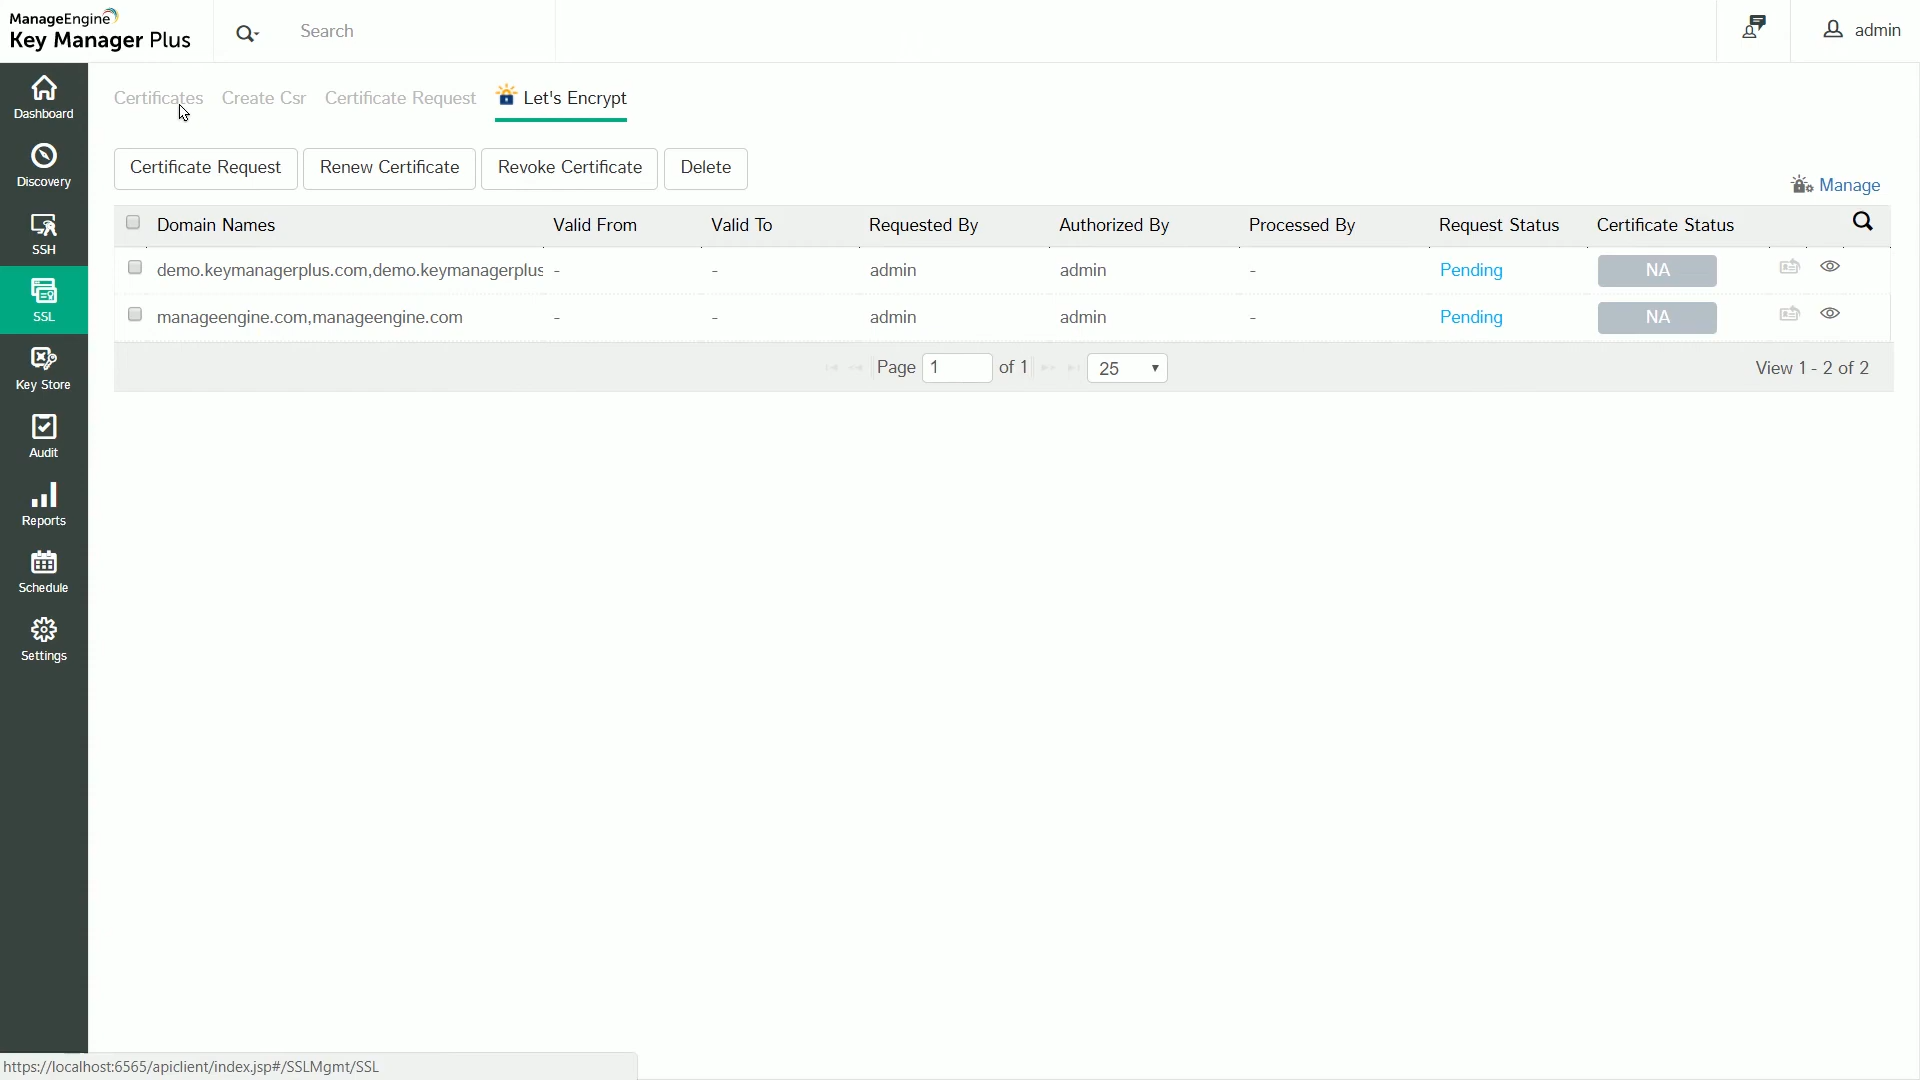 ManageEngine
Key Manager Plus
Search
admin
Dashboard
Discovery
SSH
SSL
Key Store
Audit
Reports
Schedule
Settings
Certificates Create Csr Certificate Request Let's Encrypt
Certificate Request Renew Certificate Revoke Certificate Delete
Manage
Domain Names Valid From Valid To Requested By Authorized By Processed By Request Status Certificate Status
demo.keymanagerplus.com,demo.keymanagerplus - - admin admin - Pending NA
manageengine.com,manageengine.com - - admin admin - Pending NA
Page 1 of 1 25 View 1 - 2 of 2
https://localhost:6565/apiclient/index.jsp#/SSLMgmt/SSL